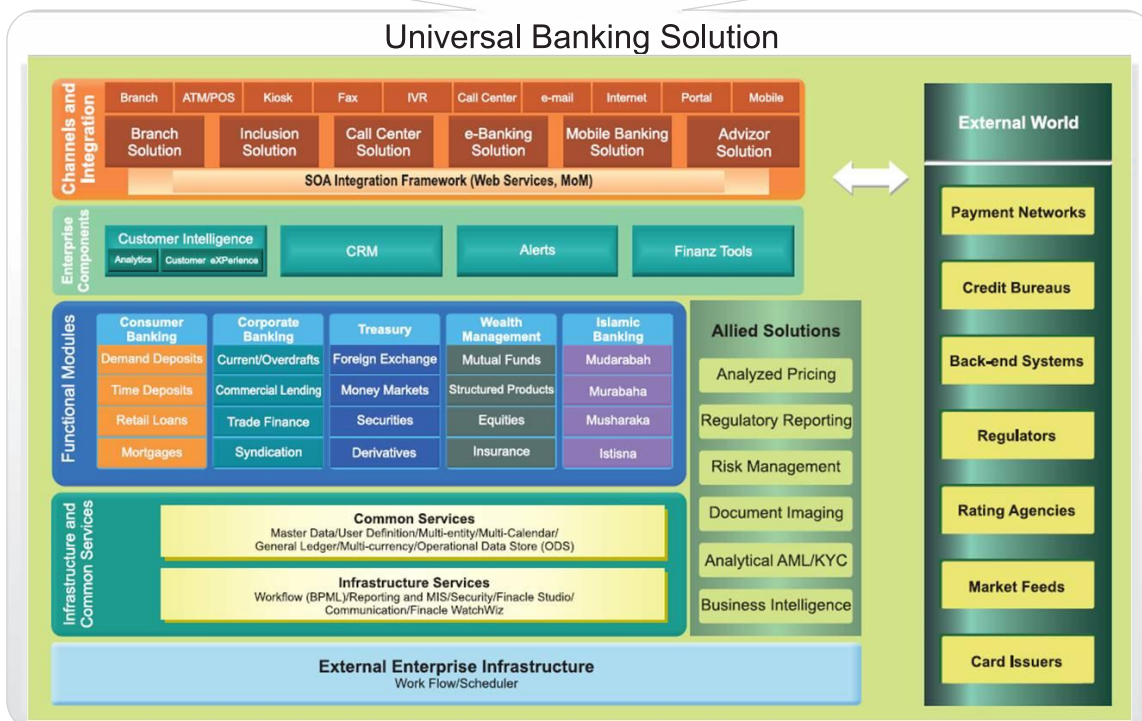 Universal Banking Solution
Channels and
Integration
Branch
ATM/POS
Kiosk
Fax
IVR
Call Center
e-mail
Internet
Portal
Mobile
Branch
Solution
Inclusion
Solution
Call Center
Solution
e-Banking
Solution
Mobile Banking
Solution
Advizor
Solution
SOA Integration Framework (Web Services, MoM)
Enterprise
Components
Customer Intelligence
Analytics
Customer eXPerience
CRM
Alerts
Finanz Tools
Functional Modules
Consumer
Banking
Demand Deposits
Time Deposits
Retail Loans
Mortgages
Corporate
Banking
Current/Overdrafts
Commercial Lending
Trade Finance
Syndication
Treasury
Foreign Exchange
Money Markets
Securities
Derivatives
Wealth
Management
Mutual Funds
Structured Products
Equities
Insurance
Islamic
Banking
Mudarabah
Murabaha
Musharaka
Istisna
Allied Solutions
Analyzed Pricing
Regulatory Reporting
Risk Management
Document Imaging
Analytical AML/KYC
Business Intelligence
Infrastructure and
Common Services
Common Services
Master Data/User Definition/Multi-entity/Multi-Calendar/
General Ledger/Multi-currency/Operational Data Store (ODS)
Infrastructure Services
Workflow (BPML)/Reporting and MIS/Security/Finacle Studio/
Communication/Finacle WatchWiz
External Enterprise Infrastructure
Work Flow/Scheduler
External World
Payment Networks
Credit Bureaus
Back-end Systems
Regulators
Rating Agencies
Market Feeds
Card Issuers